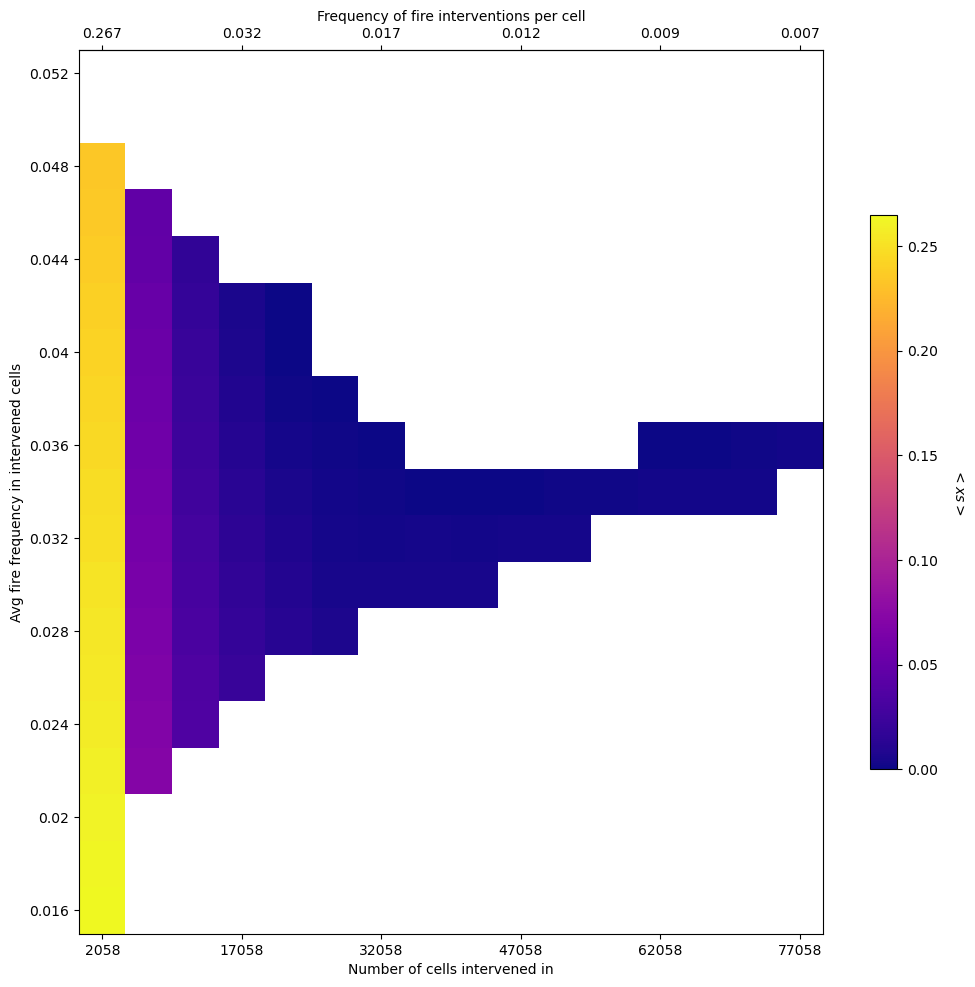 Frequency of fire interventions per cell
0.267 0.032 0.017 0.012 0.009 0.007
0.052
0.048
0.044
0.04
0.036
0.032
0.028
0.024
0.02
0.016
Avg fire frequency in intervened cells
2058 17058 32058 47058 62058 77058
Number of cells intervened in
0.25
0.20
0.15
0.10
0.05
0.00
< xs >